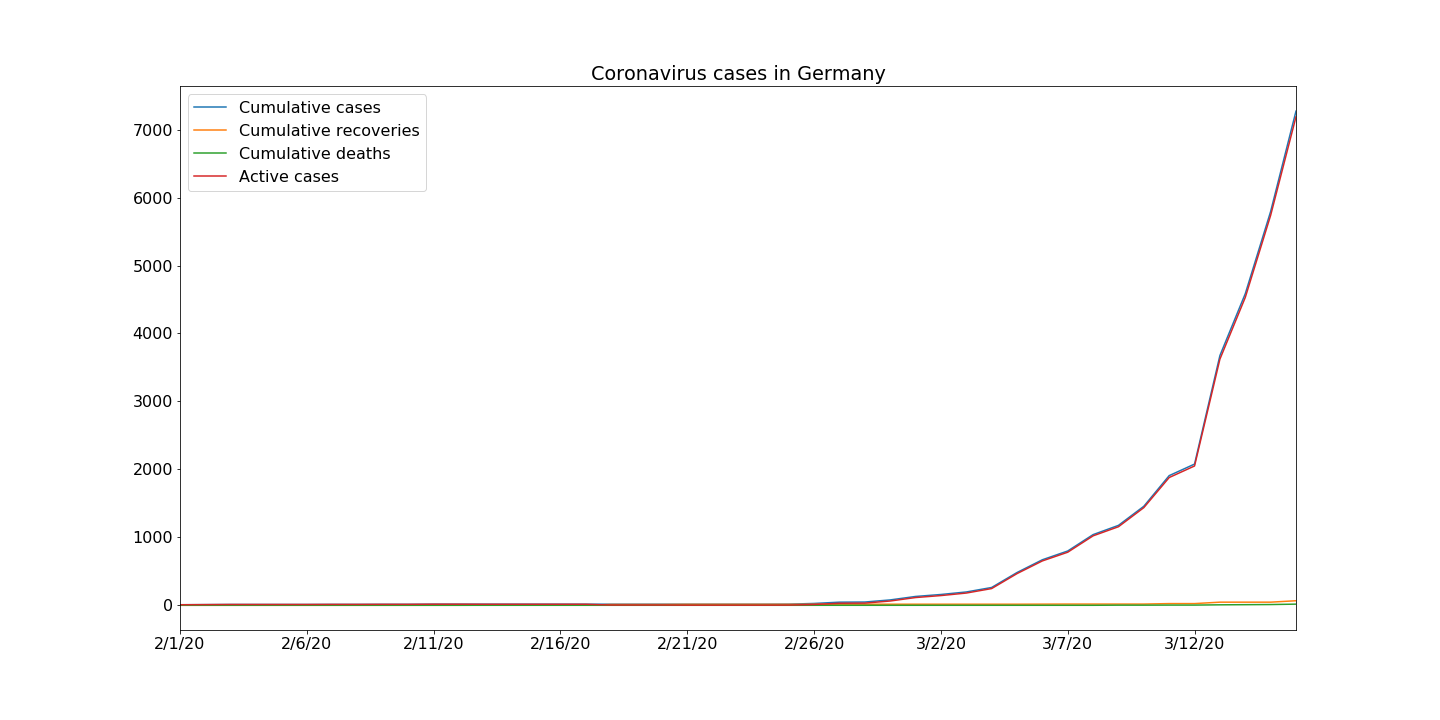 Coronavirus cases in Germany
Cumulative cases
Cumulative recoveries
Cumulative deaths
Active cases
7000
6000
5000
4000
3000
2000
1000
0
2/1/20 2/6/20 2/11/20 2/16/20 2/21/20 2/26/20 3/2/20 3/7/20 3/12/20